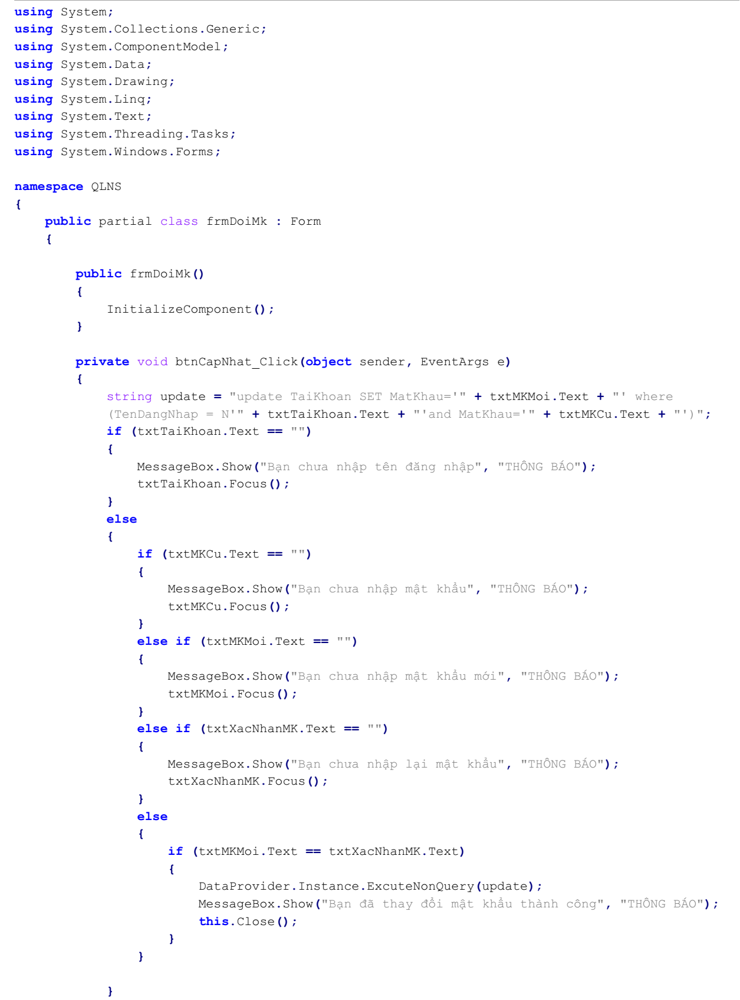 using System;
using System.Collections.Generic;
using System.ComponentModel;
using System.Data;
using System.Drawing;
using System.Linq;
using System.Text;
using System.Threading.Tasks;
using System.Windows.Forms;

namespace QLNS
{
    public partial class frmDoiMk : Form
    {

        public frmDoiMk()
        {
            InitializeComponent();
        }

        private void btnCapNhat_Click(object sender, EventArgs e)
        {
            string update = "update TaiKhoan SET MatKhau='" + txtMKMoi.Text + "' where
            (TenDangNhap = N'" + txtTaiKhoan.Text + "'and MatKhau='" + txtMKCu.Text + "')";
            if (txtTaiKhoan.Text == "")
            {
                MessageBox.Show("Bạn chưa nhập tên đăng nhập", "THÔNG BÁO");
                txtTaiKhoan.Focus();
            }
            else
            {
                if (txtMKCu.Text == "")
                {
                    MessageBox.Show("Bạn chưa nhập mật khẩu", "THÔNG BÁO");
                    txtMKCu.Focus();
                }
                else if (txtMKMoi.Text == "")
                {
                    MessageBox.Show("Bạn chưa nhập mật khẩu mới", "THÔNG BÁO");
                    txtMKMoi.Focus();
                }
                else if (txtXacNhanMK.Text == "")
                {
                    MessageBox.Show("Bạn chưa nhập lại mật khẩu", "THÔNG BÁO");
                    txtXacNhanMK.Focus();
                }
                else
                {
                    if (txtMKMoi.Text == txtXacNhanMK.Text)
                    {
                        DataProvider.Instance.ExcuteNonQuery(update);
                        MessageBox.Show("Bạn đã thay đổi mật khẩu thành công", "THÔNG BÁO");
                        this.Close();
                    }
                }

            }